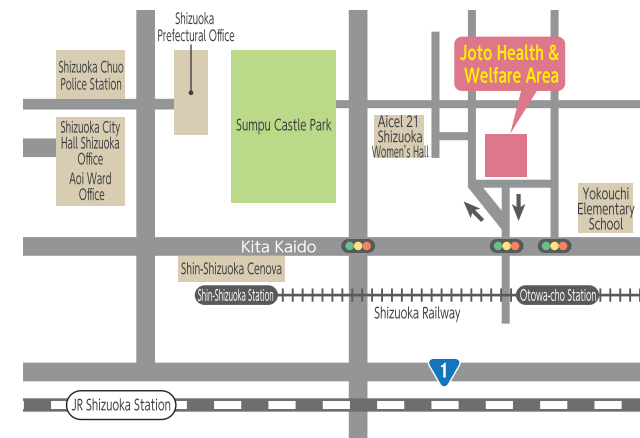 Shizuoka
Prefectural Office
Joto Health &
Welfare Area
Shizuoka Chuo
Police Station
Sumpu Castle Park
Aicel 21
Shizuoka
Women's Hall
Shizuoka City
Hall Shizuoka
Office
Aoi Ward
Office
Yokouchi
Elementary
School
Kita Kaido
Shin-Shizuoka Cenova
Shin-Shizuoka Station
Otowa-cho Station
Shizuoka Railway
1
JR Shizuoka Station